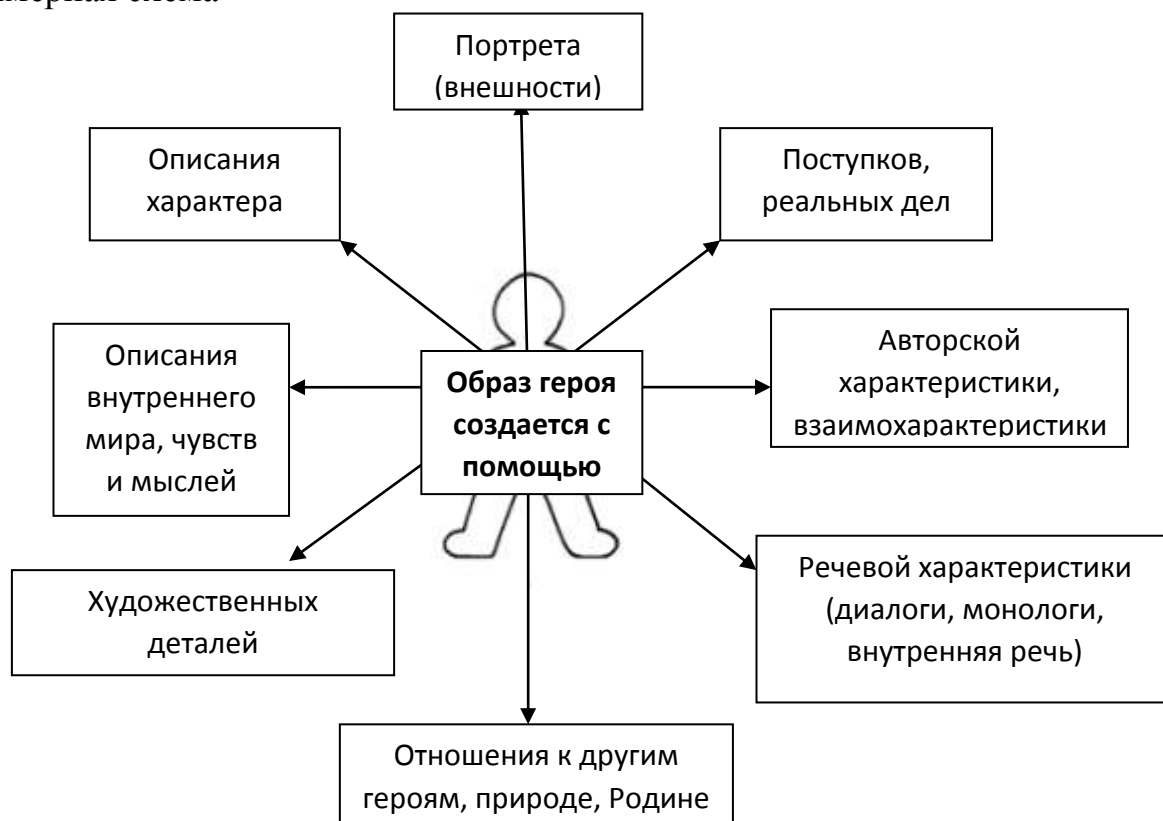 Портрета
(внешности)
Описания
характера
Поступков,
реальных дел
Описания
внутреннего
мира, чувств
и мыслей
Образ героя
создается с
помощью
Авторской
характеристики,
взаимохарактеристики
Художественных
деталей
Речевой характеристики
(диалоги, монологи,
внутренняя речь)
Отношения к другим
героям, природе, Родине